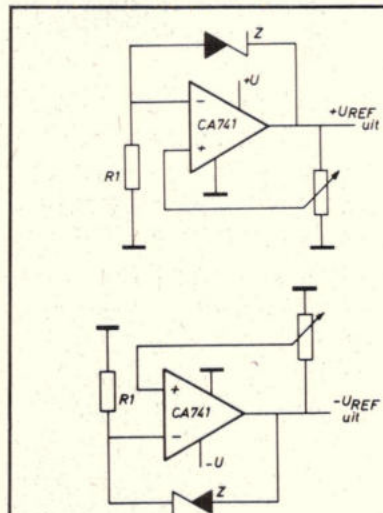 Z
+U
-
CA741
+
+UREF
uit
R1
R1
+
CA741
-
-UREF
uit
-U
Z